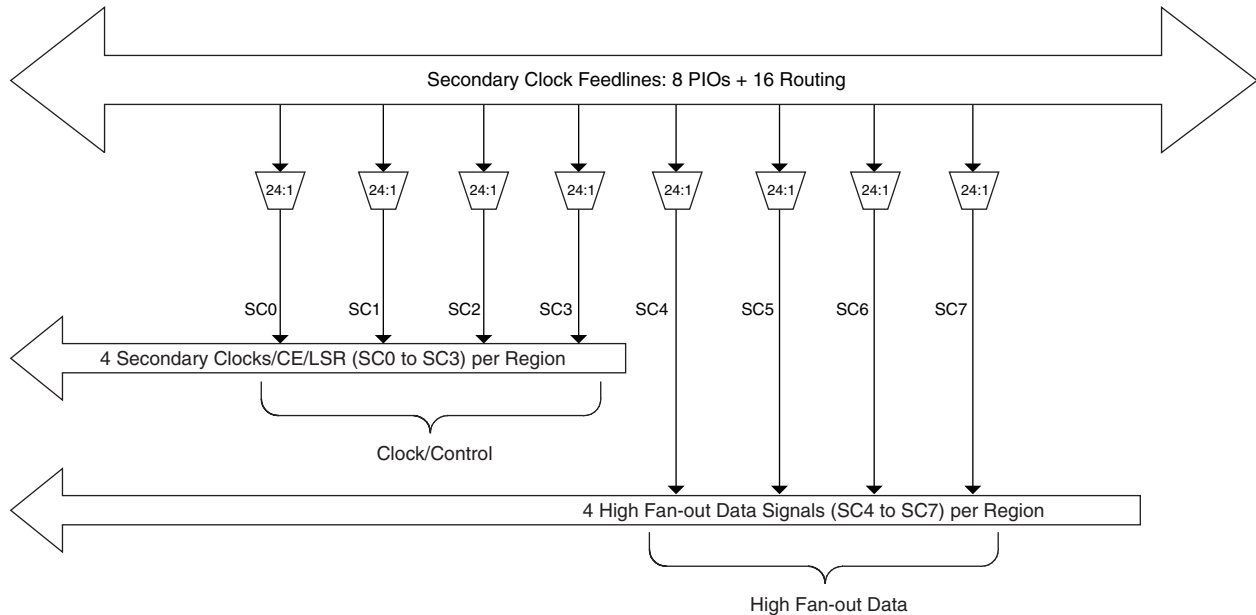 Secondary Clock Feedlines: 8 PIOs + 16 Routing
24:1
24:1
24:1
24:1
24:1
24:1
24:1
24:1
SC0
SC1
SC2
SC3
SC4
SC5
SC6
SC7
4 Secondary Clocks/CE/LSR (SC0 to SC3) per Region
Clock/Control
4 High Fan-out Data Signals (SC4 to SC7) per Region
High Fan-out Data